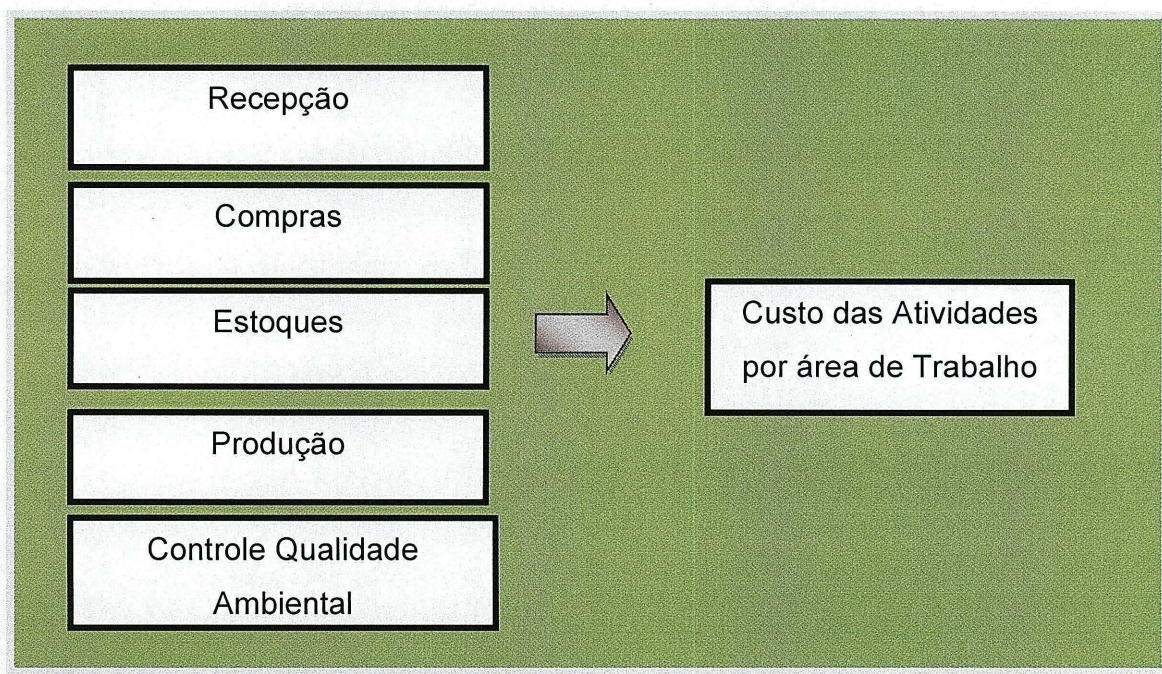 Recepção
Compras
Estoques
Produção
Controle Qualidade
Ambiental
Custo das Atividades
por área de Trabalho